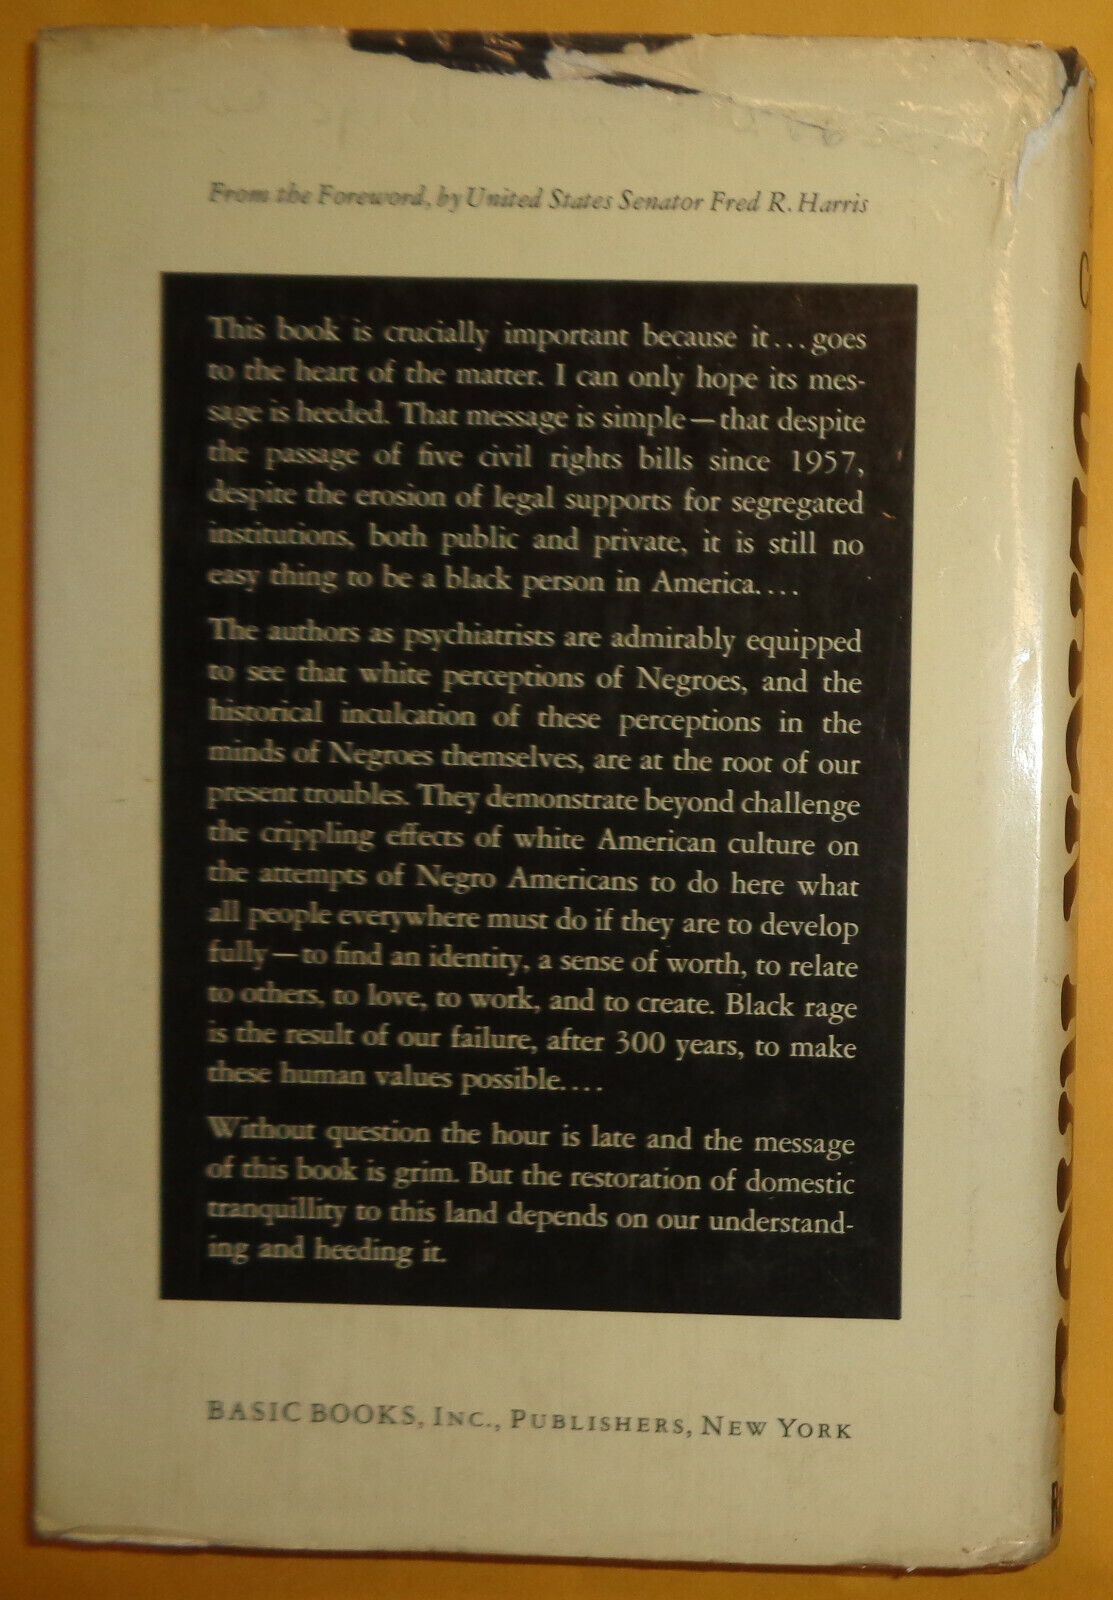 From the Foreword, by United States Senator Fred R. Harris
This book is crucially important because it...goes
to the heart of the matter. I can only hope its mes-
sage is heeded. That message is simple—that despite
the passage of five civil rights bills since 1957,
despite the erosion of legal supports for segregated
institutions, both public and private, it is still no
easy thing to be a black person in America....
The authors as psychiatrists are admirably equipped
to see that white perceptions of Negroes, and the
historical inculcation of these perceptions in the
minds of Negroes themselves, are at the root of our
present troubles. They demonstrate beyond challenge
the crippling effects of white American culture on
the attempts of Negro Americans to do here what
all people everywhere must do if they are to develop
fully—to find an identity, a sense of worth, to relate
to others, to love, to work, and to create. Black rage
is the result of our failure, after 300 years, to make
these human values possible....
Without question the hour is late and the message
of this book is grim. But the restoration of domestic
tranquillity to this land depends on our understand-
ing and heeding it.
BASIC BOOKS, INC., PUBLISHERS, NEW YORK
BLACK RAGE